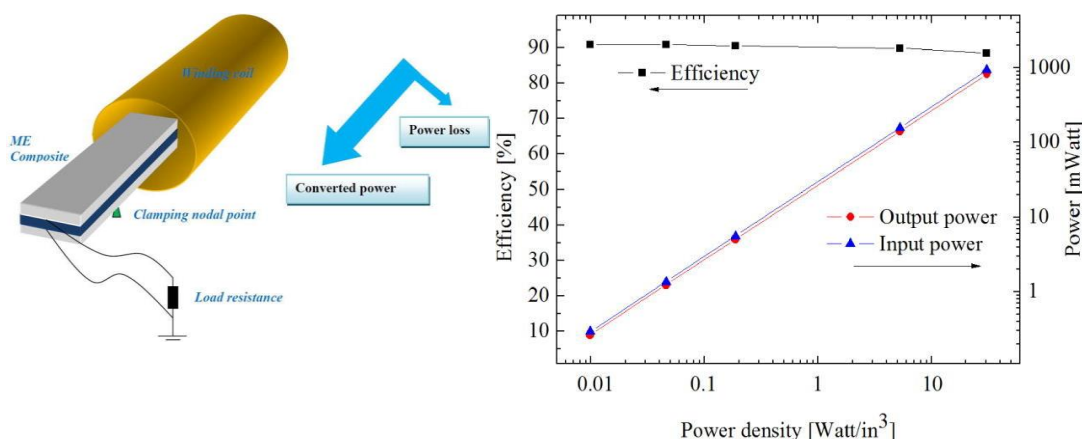 Winding coil
ME
Composite
Power loss
Converted power
Clamping nodal point
Load resistance
Efficiency [%]
90
80
70
60
50
40
30
20
10
Efficiency
Output power
Input power
0.01
0.1
1
10
Power density [Watt/in³]
1000
100
10
1
Power [mWatt]